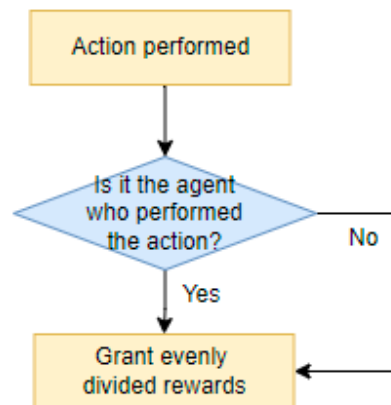 Action performed
Is it the agent
who performed
the action?
No
Yes
Grant evenly
divided rewards